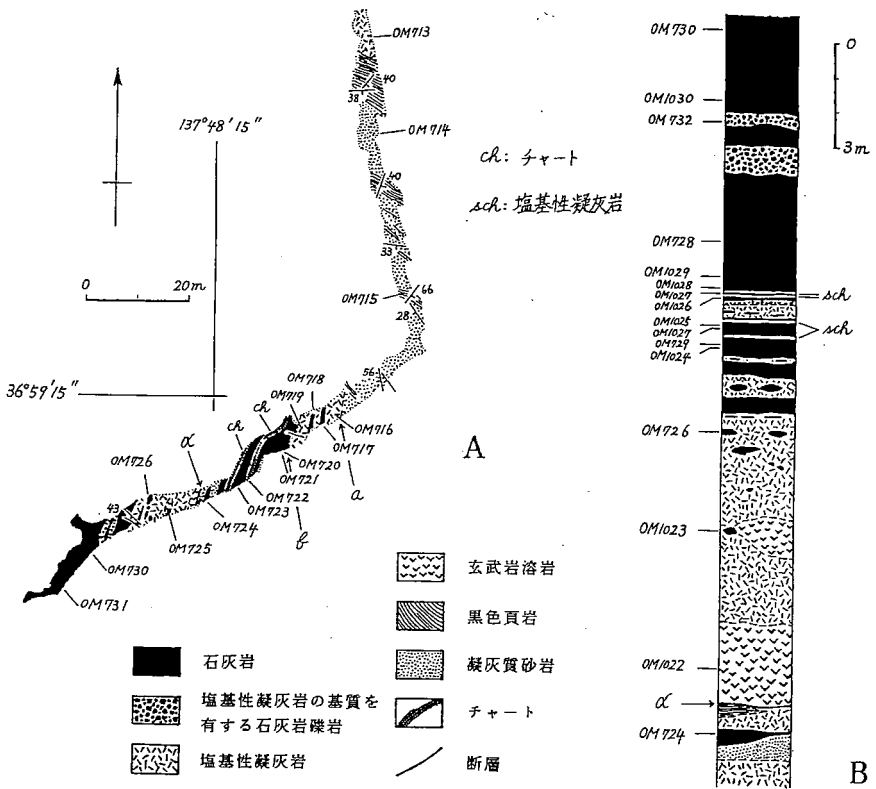 OM713
40
38
OM714
40
33
66
OM715
28
137°48′15″
0
20m
36°59′15″
56
OM718
OM719
ch
ch
OM716
OM717
OM720
OM721
a
α
OM726
43
OM722
OM723
b
OM724
OM725
OM730
OM731
A
ch: チャート
sch: 塩基性凝灰岩
石灰岩
塩基性凝灰岩の基質を
有する石灰岩礫岩
塩基性凝灰岩
玄武岩溶岩
黒色頁岩
凝灰質砂岩
チャート
断層
OM730
0
OM1030
OM732
3m
OM728
OM1029
OM1028
OM1027
sch
OM1026
OM1025
OM1027
sch
OM729
OM1024
S
OM726
OM1023
OM1022
α
OM724
B